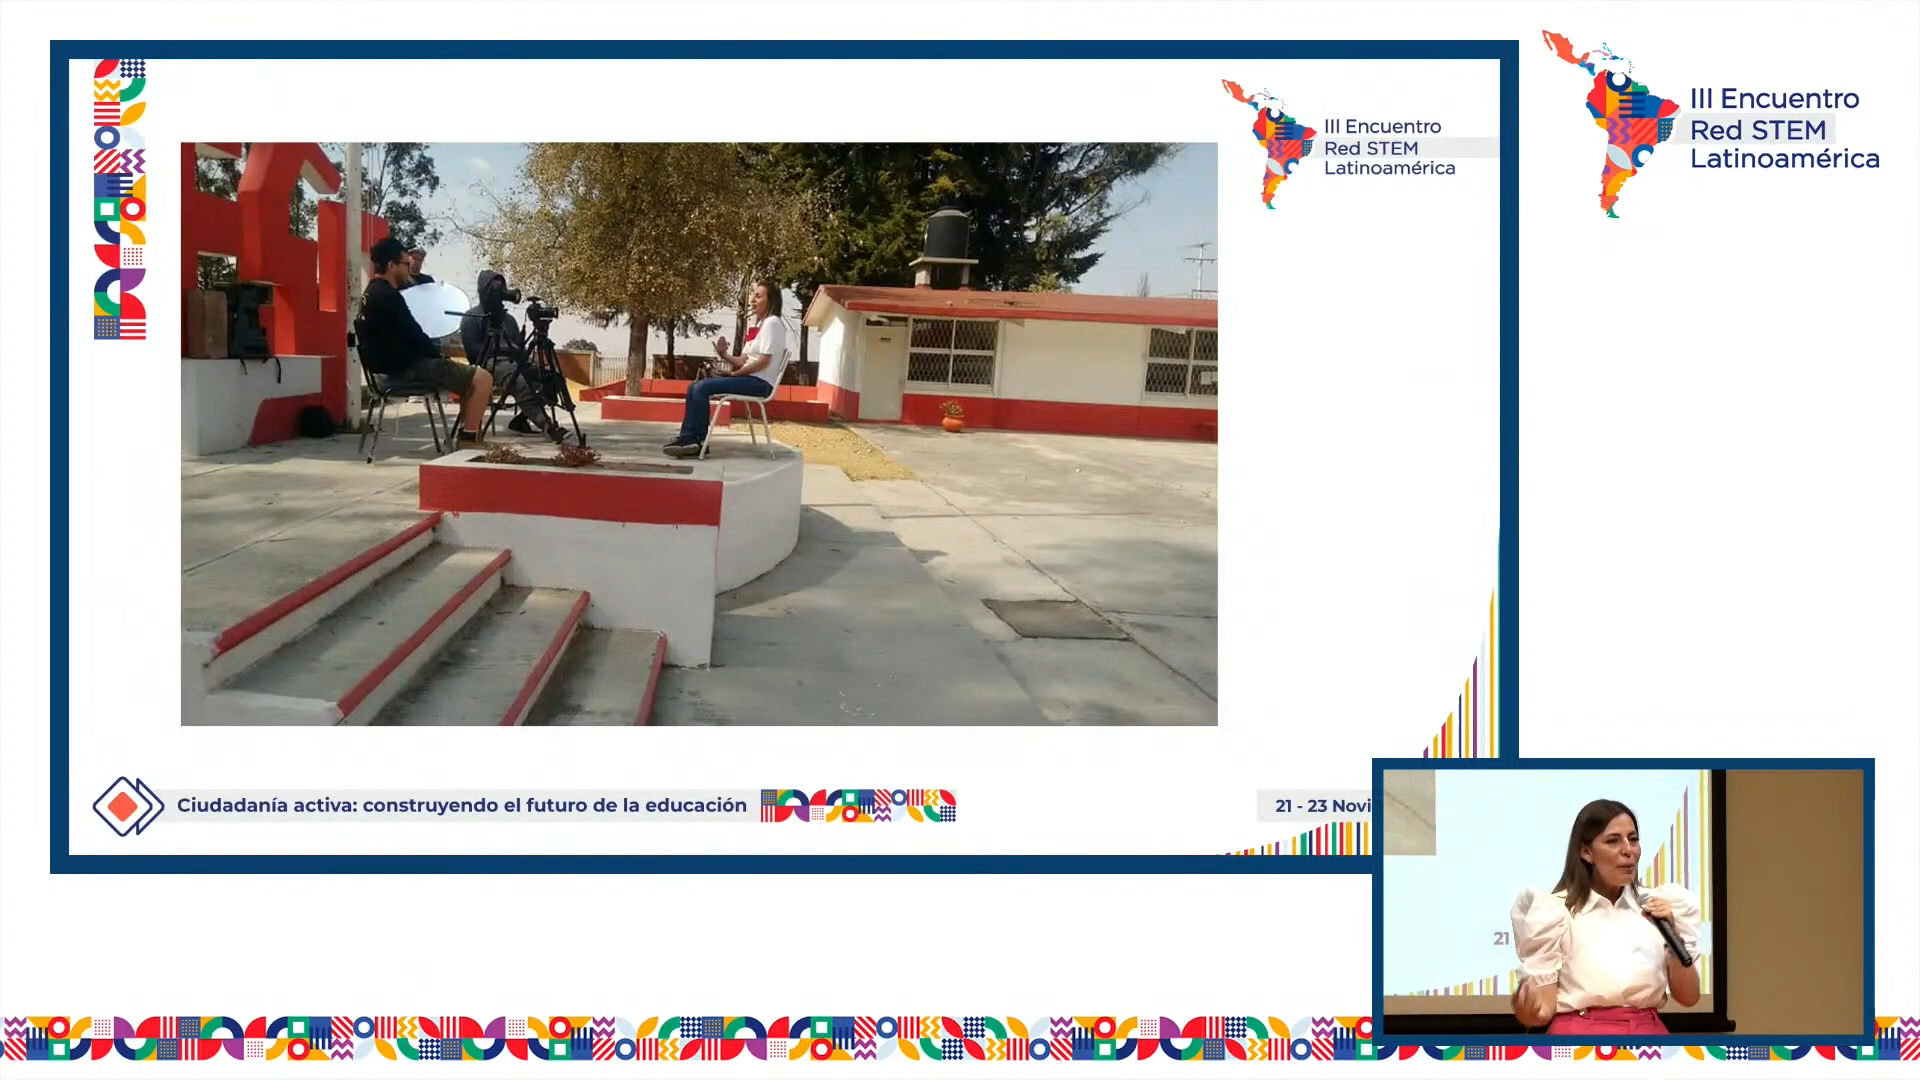 III Encuentro
Red STEM
Latinoamérica
III Encuentro
Red STEM
Latinoamérica
Ciudadanía activa: construyendo el futuro de la educación
21 - 23 Novi
21